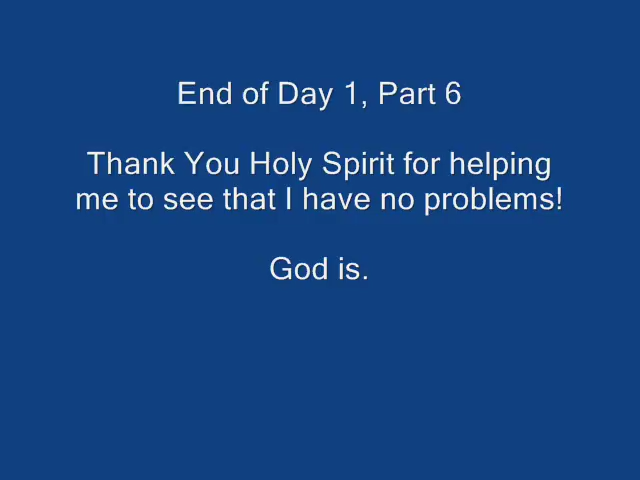 End of Day 1, Part 6
Thank You Holy Spirit for helping
me to see that I have no problems!
God is.